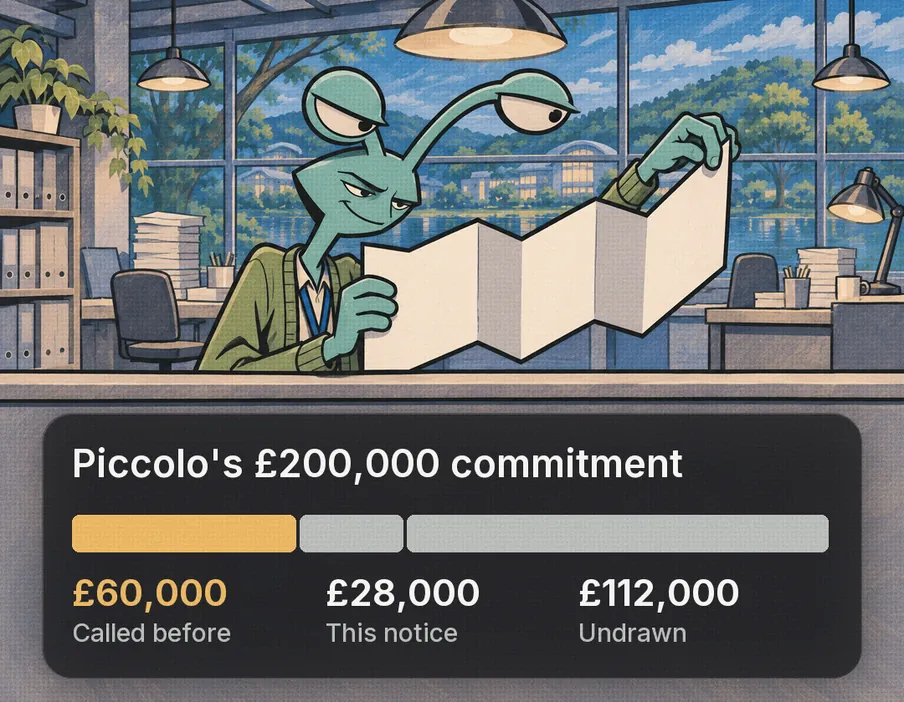 Piccolo's £200,000 commitment
£60,000 £28,000 £112,000
Called before This notice Undrawn